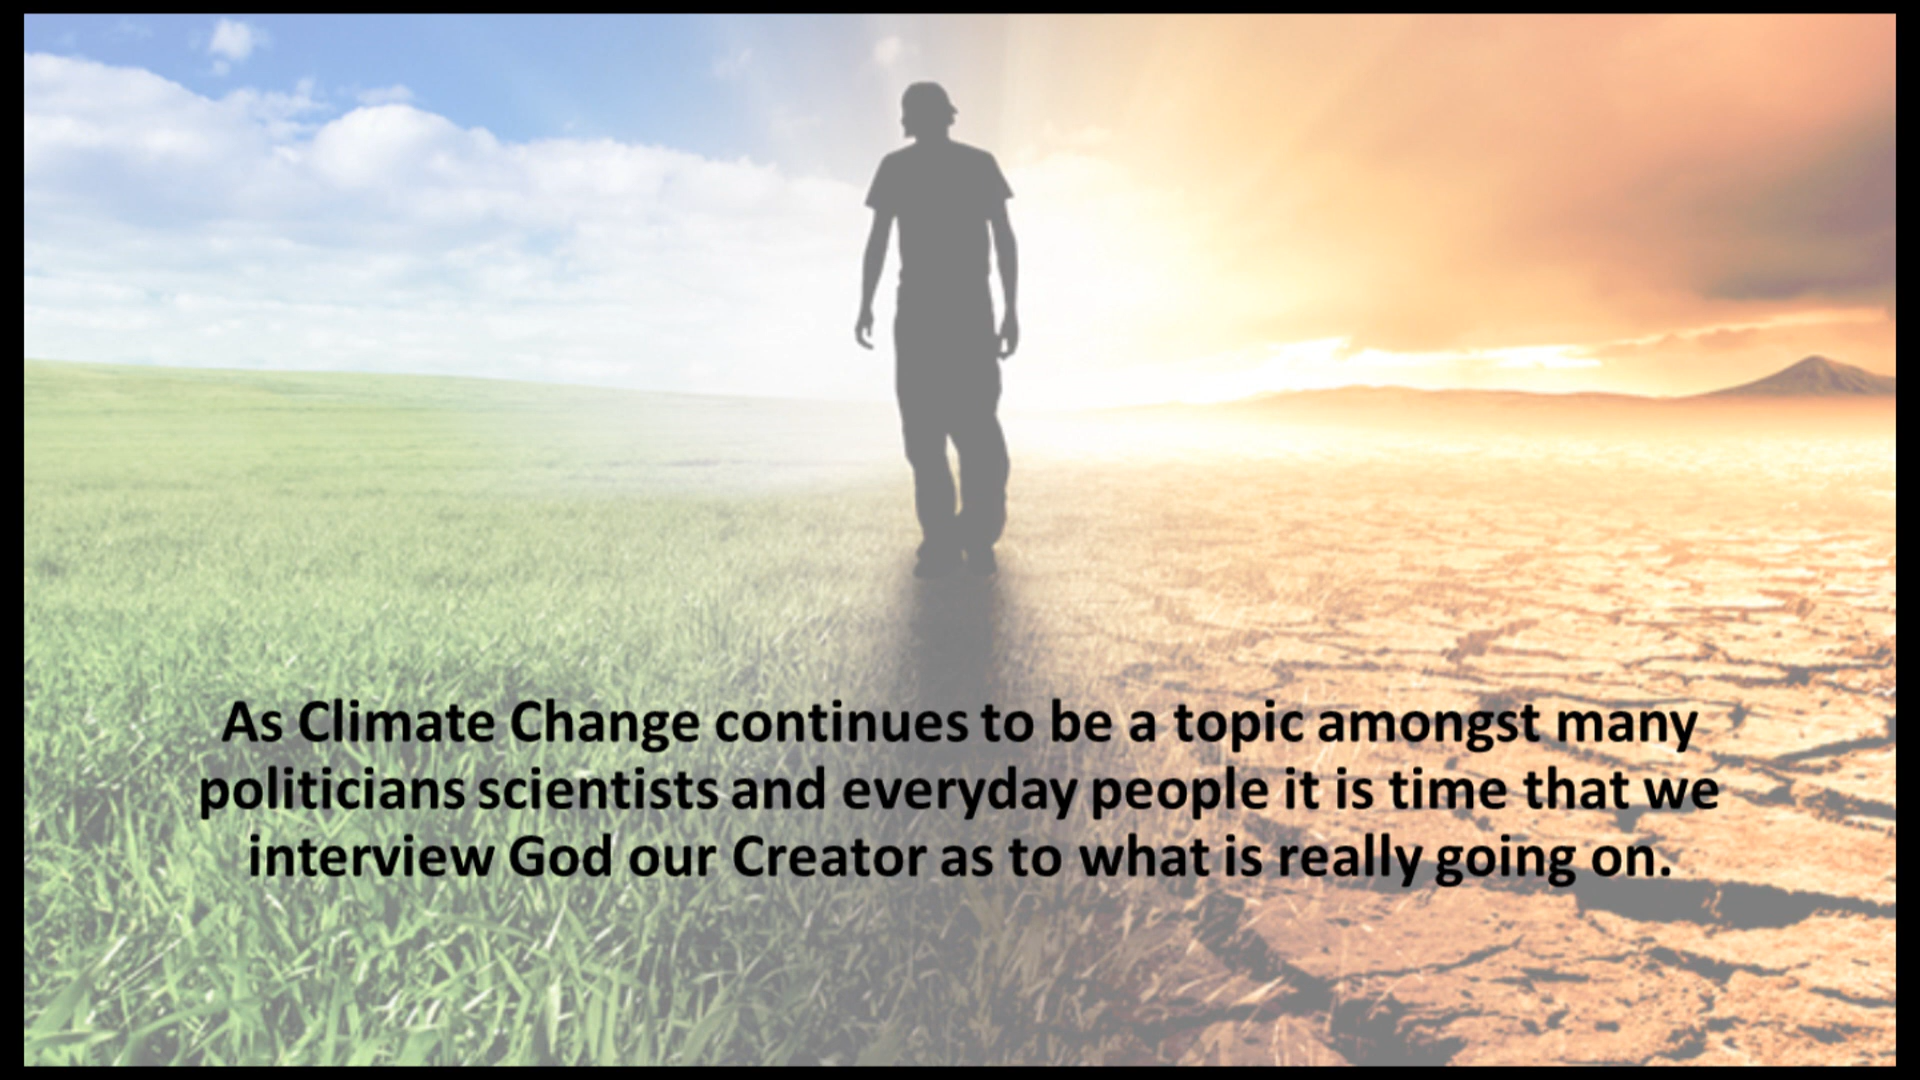 As Climate Change continues to be a topic amongst many
politicians scientists and everyday people it is time that we
interview God our Creator as to what is really going on.